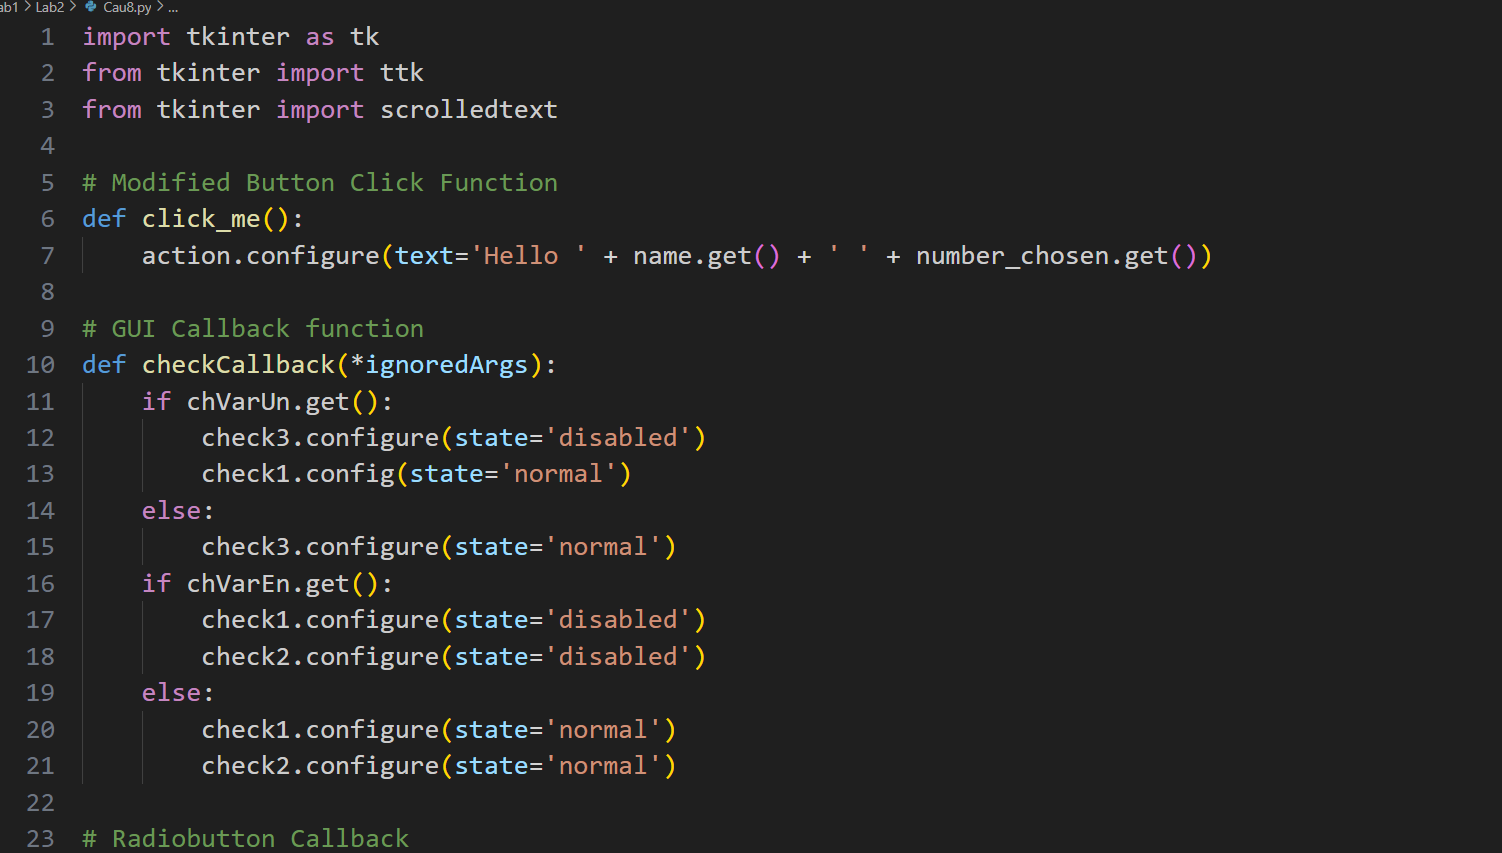 ab1 > Lab2 > Cau8.py > ...
1 import tkinter as tk
2 from tkinter import ttk
3 from tkinter import scrolledtext
4
5 # Modified Button Click Function
6 def click_me():
7     action.configure(text='Hello ' + name.get() + ' ' + number_chosen.get())
8
9 # GUI Callback function
10 def checkCallback(*ignoredArgs):
11     if chVarUn.get():
12         check3.configure(state='disabled')
13         check1.config(state='normal')
14     else:
15         check3.configure(state='normal')
16     if chVarEn.get():
17         check1.configure(state='disabled')
18         check2.configure(state='disabled')
19     else:
20         check1.configure(state='normal')
21         check2.configure(state='normal')
22
23 # Radiobutton Callback